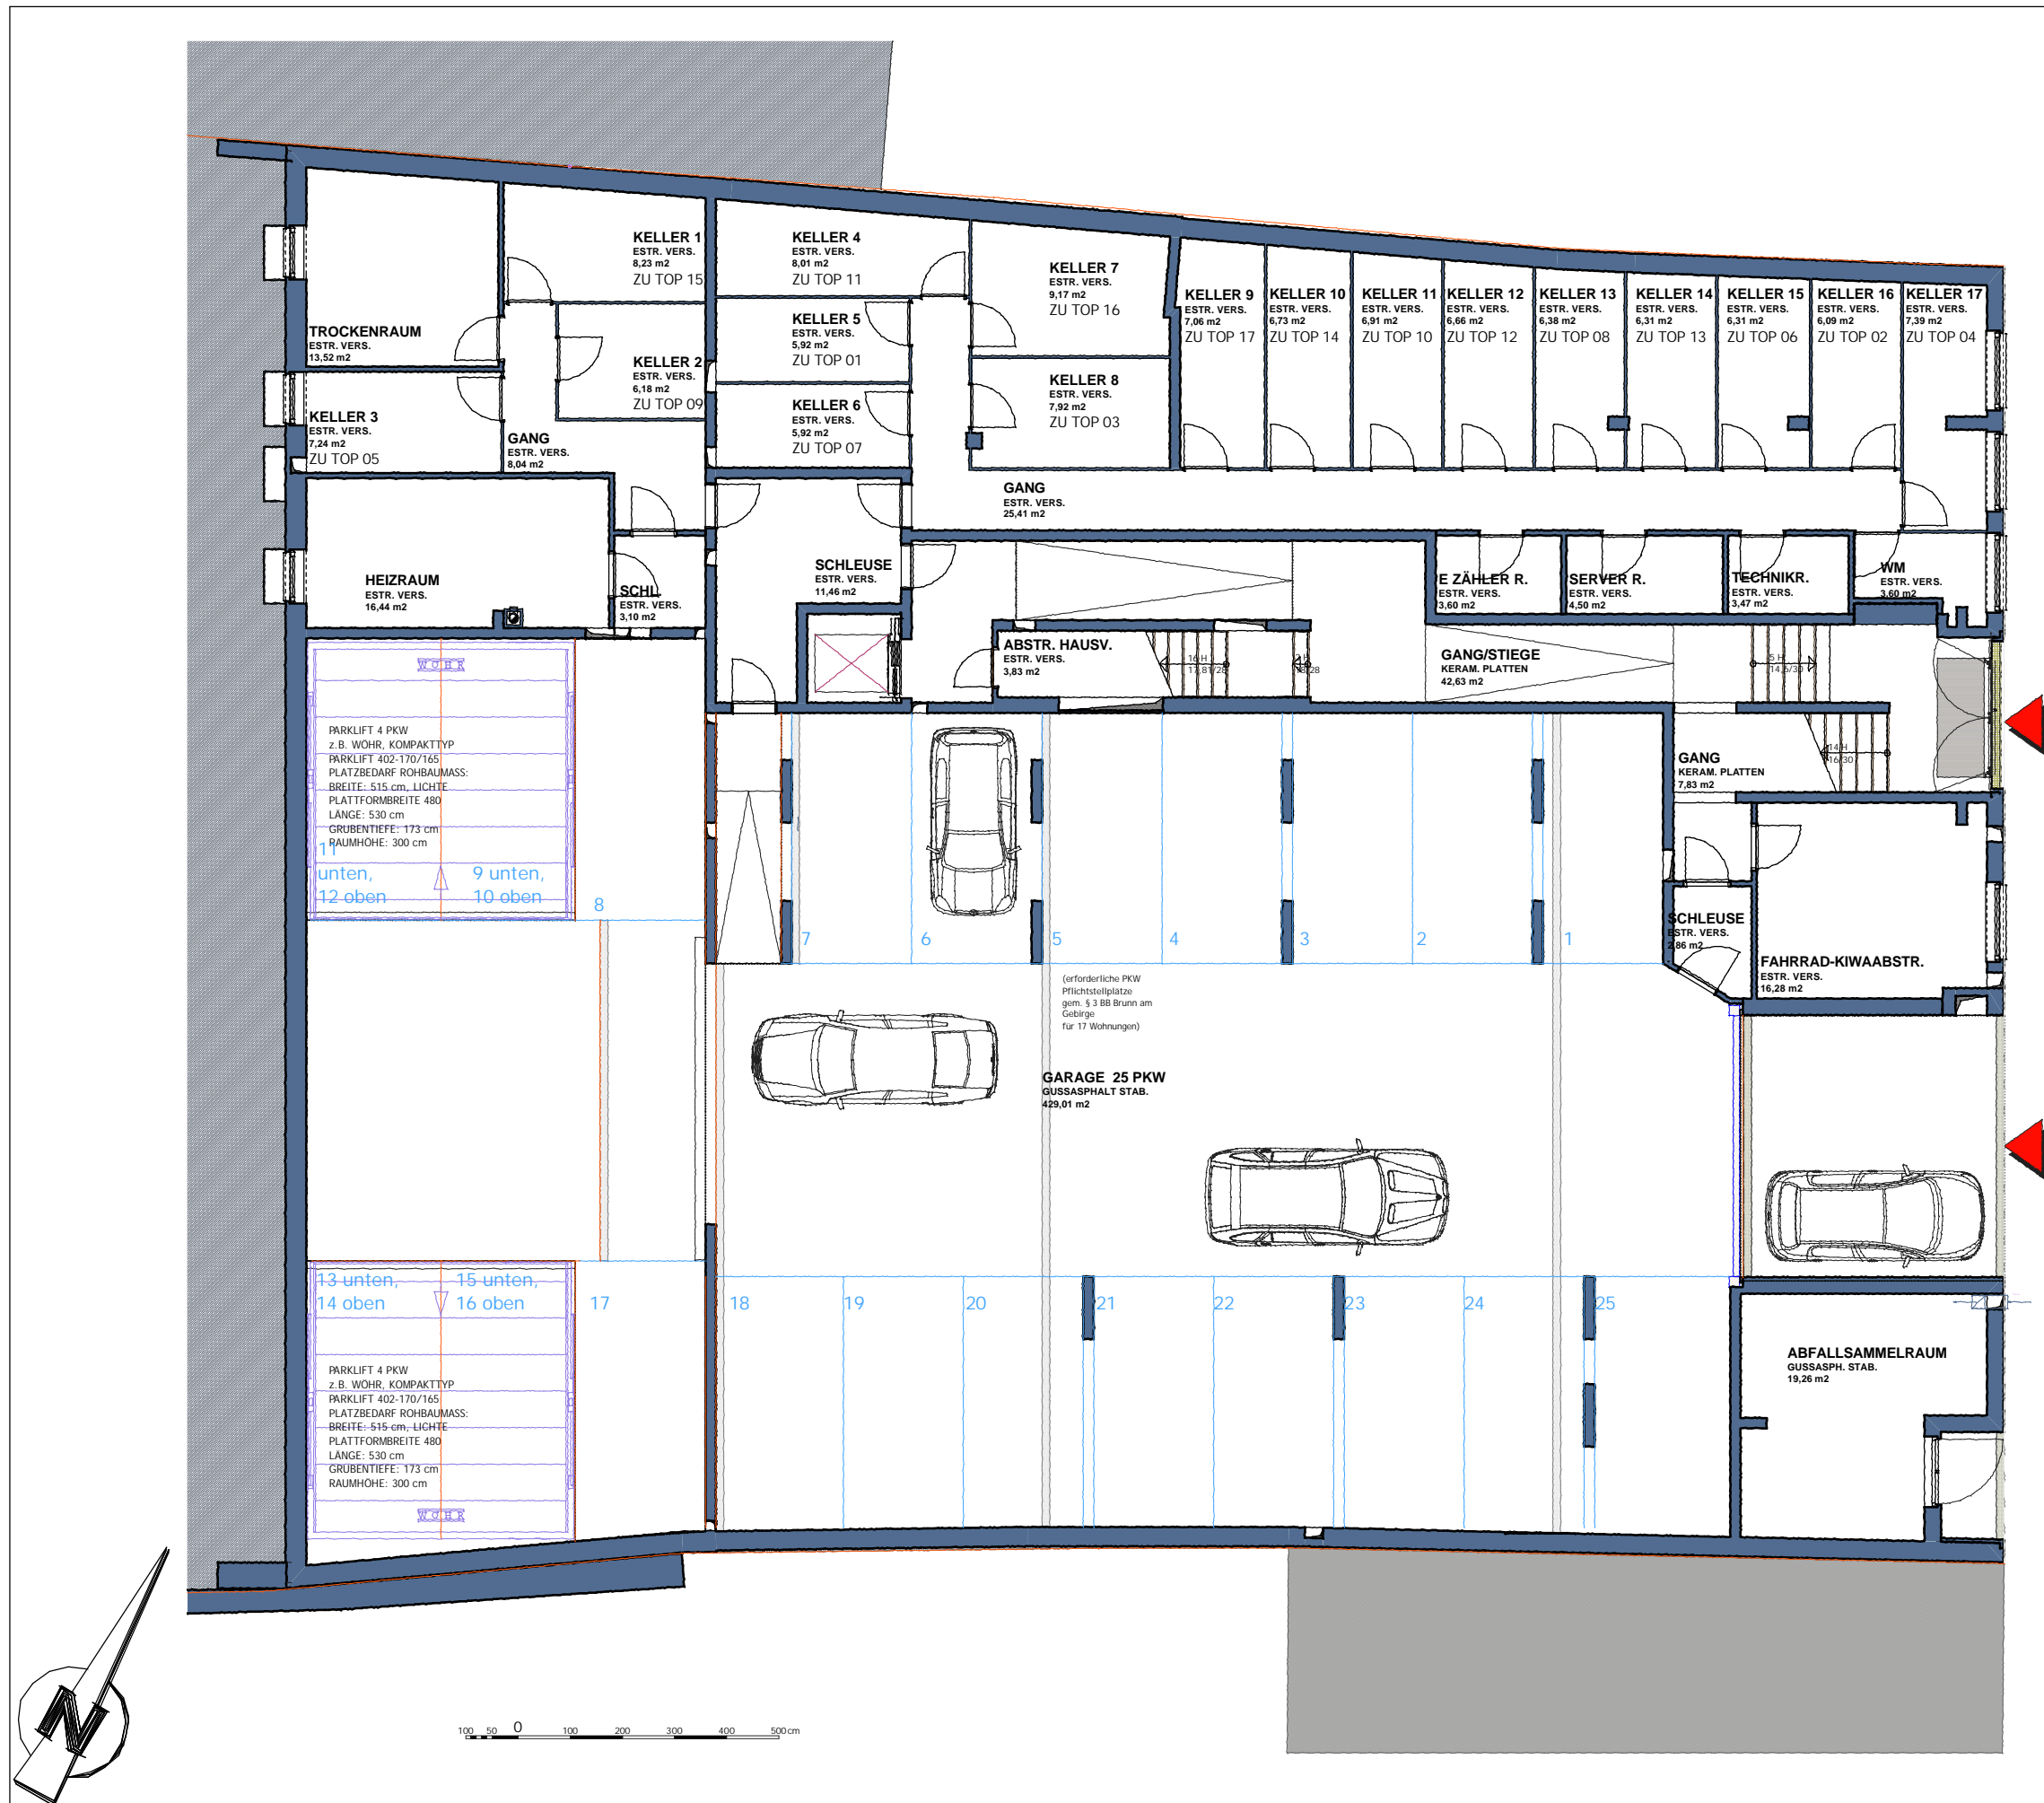 KELLER 1
ESTR. VERS.
8,23 m2
ZU TOP 15
KELLER 4
ESTR. VERS.
8,01 m2
ZU TOP 11
KELLER 7
ESTR. VERS.
9,17 m2
ZU TOP 16
KELLER 9
ESTR. VERS.
7,06 m2
ZU TOP 17
KELLER 10
ESTR. VERS.
6,73 m2
ZU TOP 14
KELLER 11
ESTR. VERS.
6,91 m2
ZU TOP 10
KELLER 12
ESTR. VERS.
6,66 m2
ZU TOP 12
KELLER 13
ESTR. VERS.
6,38 m2
ZU TOP 08
KELLER 14
ESTR. VERS.
6,31 m2
ZU TOP 13
KELLER 15
ESTR. VERS.
6,31 m2
ZU TOP 06
KELLER 16
ESTR. VERS.
6,09 m2
ZU TOP 02
KELLER 17
ESTR. VERS.
7,39 m2
ZU TOP 04
TROCKENRAUM
ESTR. VERS.
13,52 m2
KELLER 5
ESTR. VERS.
5,92 m2
ZU TOP 01
KELLER 2
ESTR. VERS.
6,18 m2
ZU TOP 09
KELLER 8
ESTR. VERS.
7,92 m2
ZU TOP 03
KELLER 3
ESTR. VERS.
7,24 m2
ZU TOP 05
KELLER 6
ESTR. VERS.
5,92 m2
ZU TOP 07
GANG
ESTR. VERS.
8,04 m2
GANG
ESTR. VERS.
25,41 m2
HEIZRAUM
ESTR. VERS.
16,44 m2
SCHL.
ESTR. VERS.
3,10 m2
SCHLEUSE
ESTR. VERS.
11,46 m2
E ZÄHLER R.
ESTR. VERS.
3,60 m2
SERVER R.
ESTR. VERS.
4,50 m2
TECHNIKR.
ESTR. VERS.
3,47 m2
WM
ESTR. VERS.
3,60 m2
ABSTR. HAUSV.
ESTR. VERS.
3,83 m2
16 H
17,81/28
GANG/STIEGE
KERAM. PLATTEN
42,63 m2
5 H
14,6/30
WÖHR
PARKLIFT 4 PKW
z.B. WÖHR, KOMPAKTTYP
PARKLIFT 402-170/165
PLATZBEDARF ROHBAUMASS:
BREITE: 515 cm, LICHTE
PLATTFORMBREITE 480
LÄNGE: 530 cm
GRUBENTIEFE: 173 cm
RAUMHÖHE: 300 cm
11
unten,
12 oben
9 unten,
10 oben
8
GANG
KERAM. PLATTEN
7,83 m2
14 H
16/30
7
6
5
4
3
2
1
SCHLEUSE
ESTR. VERS.
2,86 m2
FAHRRAD-KIWAABSTR.
ESTR. VERS.
16,28 m2
(erforderliche PKW
Pflichtstellplätze
gem. § 3 BB Brunn am
Gebirge
für 17 Wohnungen)
GARAGE 25 PKW
GUSSASPHALT STAB.
429,01 m2
13 unten,
14 oben
15 unten,
16 oben
17
18
19
20
21
22
23
24
25
PARKLIFT 4 PKW
z.B. WÖHR, KOMPAKTTYP
PARKLIFT 402-170/165
PLATZBEDARF ROHBAUMASS:
BREITE: 515 cm, LICHTE
PLATTFORMBREITE 480
LÄNGE: 530 cm
GRUBENTIEFE: 173 cm
RAUMHÖHE: 300 cm
WÖHR
ABFALLSAMMELRAUM
GUSSASPH. STAB.
19,26 m2
N
100 50 0 100 200 300 400 500cm